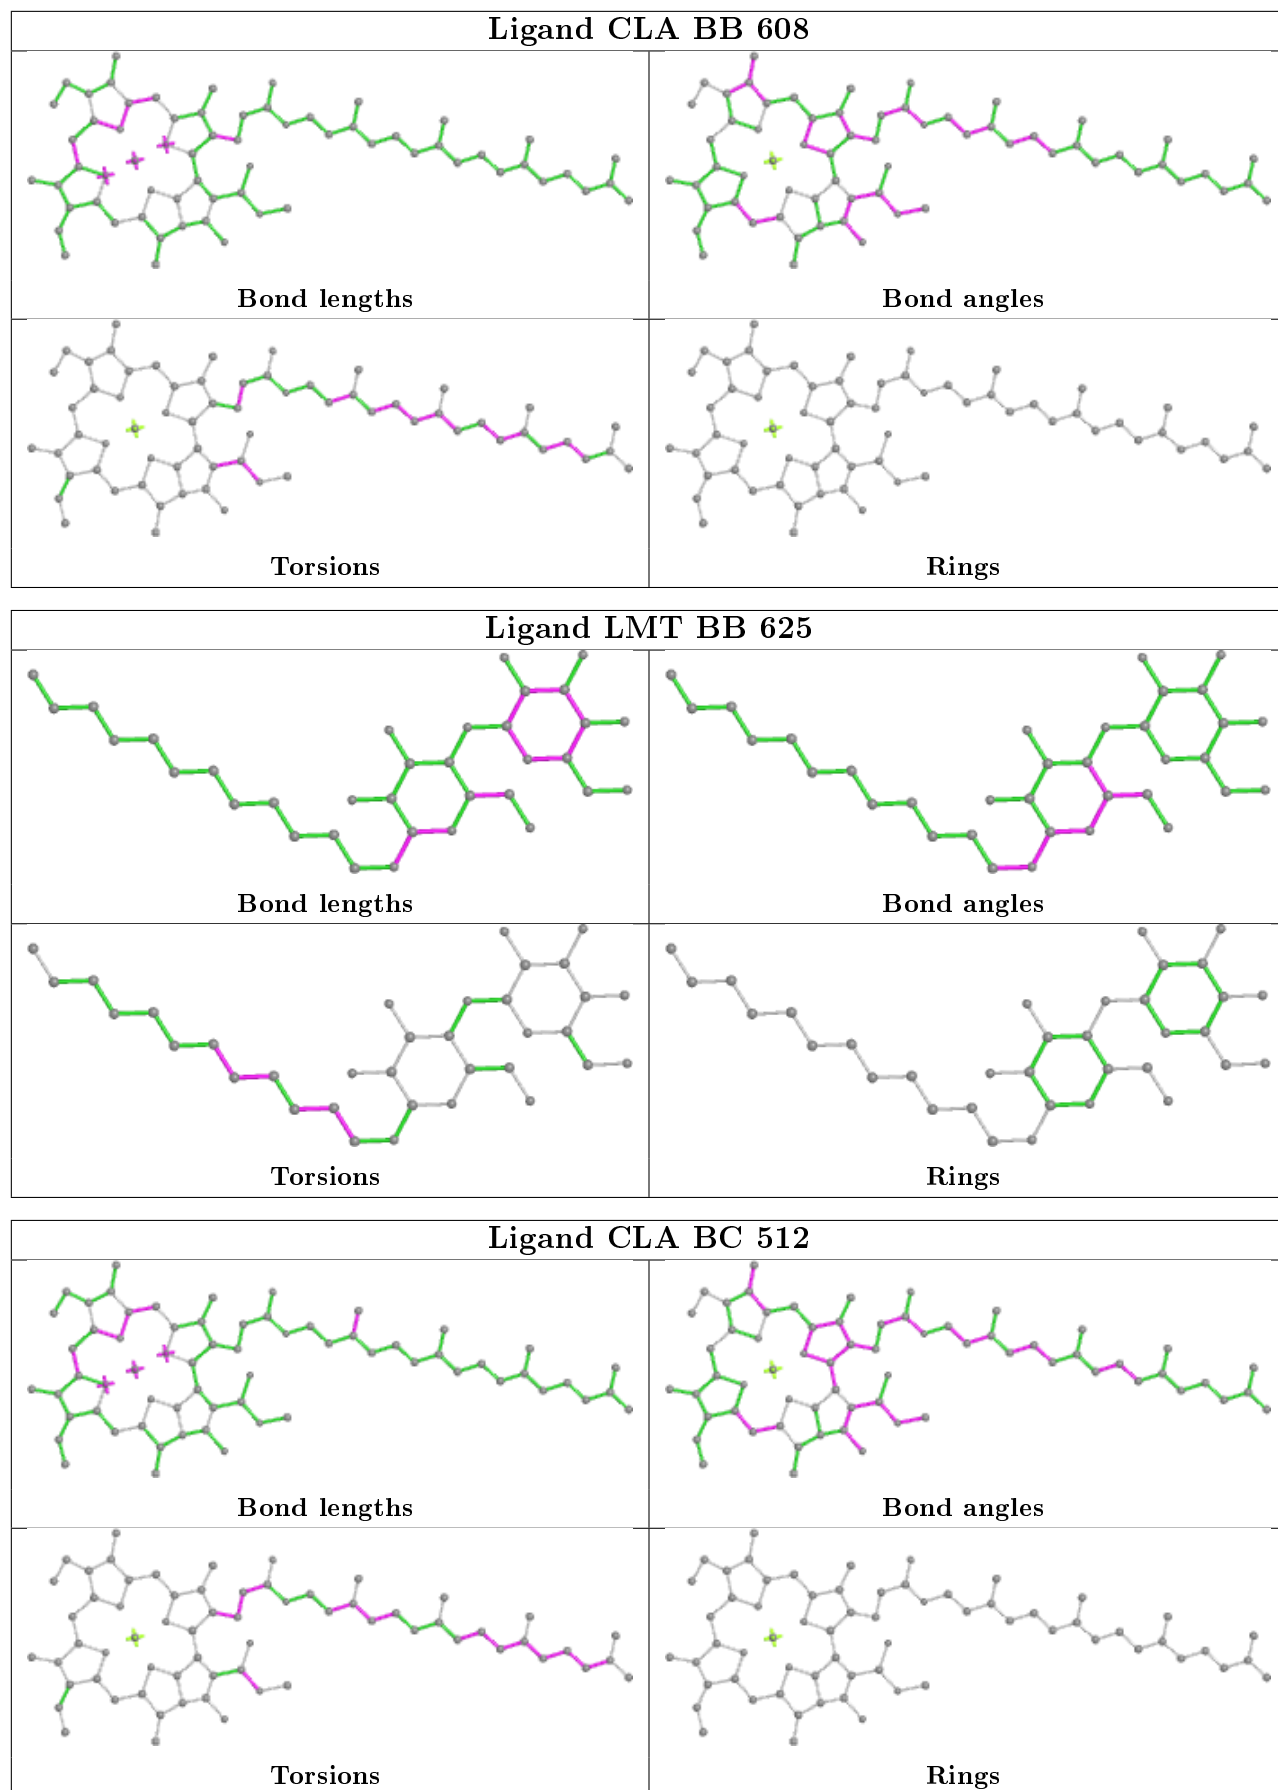 Ligand CLA BB 608
Bond lengths
Bond angles
Torsions
Rings
Ligand LMT BB 625
Bond lengths
Bond angles
Torsions
Rings
Ligand CLA BC 512
Bond lengths
Bond angles
Torsions
Rings